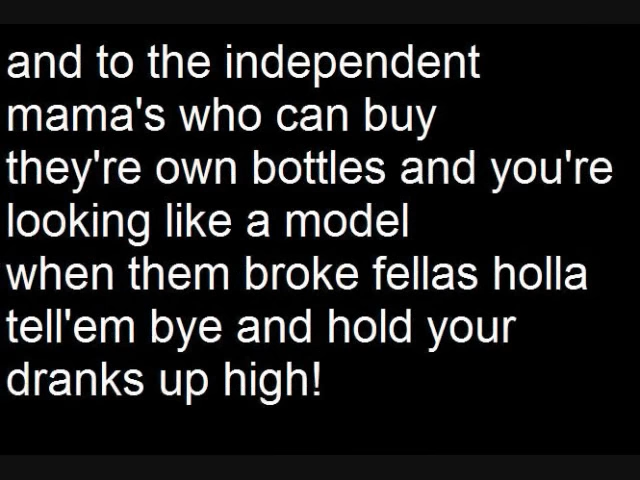 and to the independent
mama's who can buy
they're own bottles and you're
looking like a model
when them broke fellas holla
tell'em bye and hold your
dranks up high!